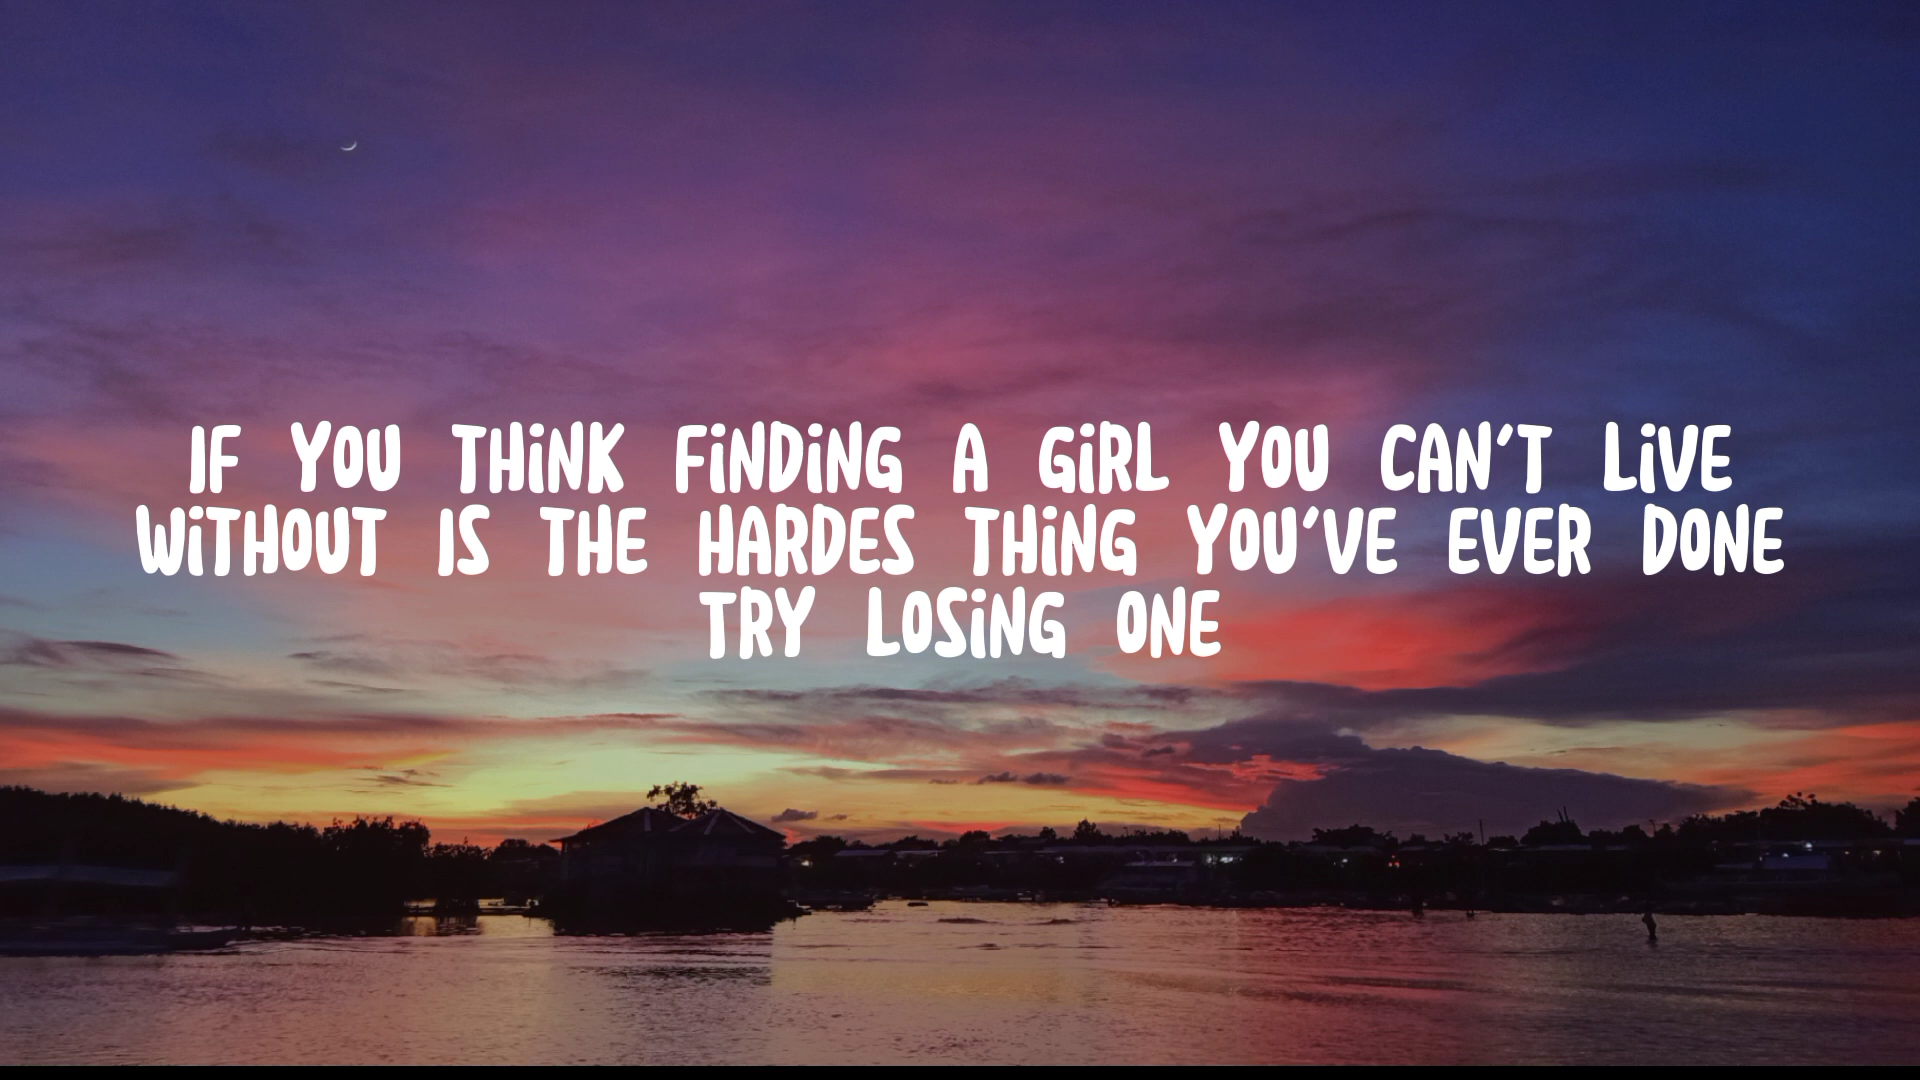 IF YOU THiNK FiNDiNG A GiRL YOU CAN'T LiVE
WiTHOUT IS THE HARDES THiNG YOU'VE EVER DONE
TRY LOSiNG ONE